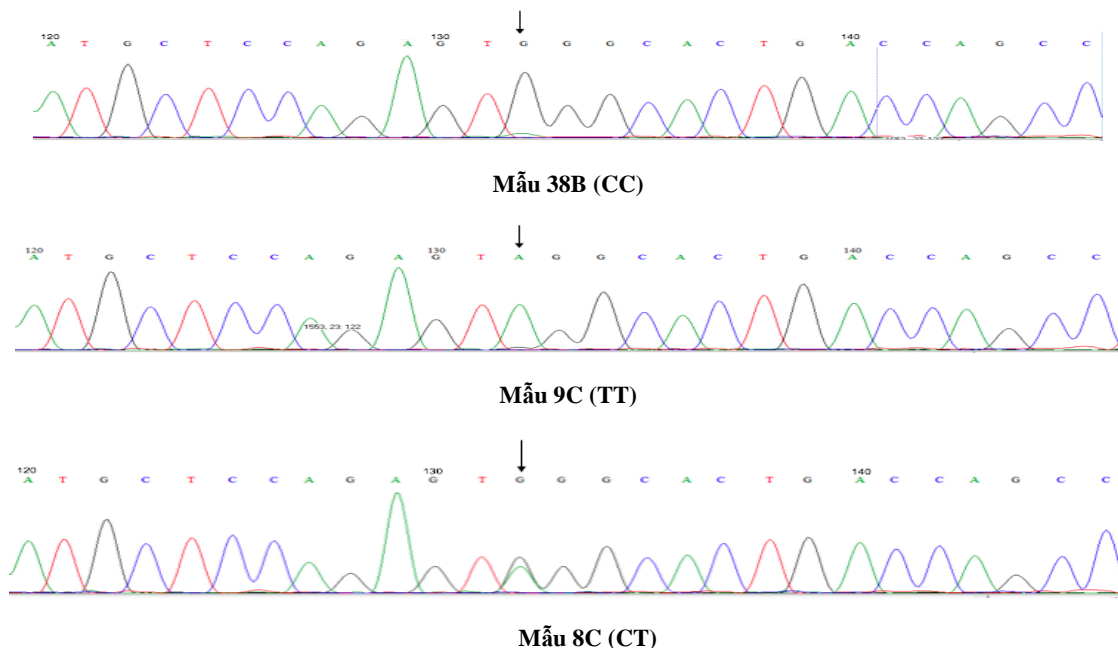 120 130 140
A T G C T C C A G A G T G G G C A C T G A C C A G C C
Mẫu 38B (CC)
120 130 140
A T G C T C C A G A G T A G G C A C T G A C C A G C C
1553, 23: 122
Mẫu 9C (TT)
120 130 140
A T G C T C C A G A G T G G G C A C T G A C C A G C C
Mẫu 8C (CT)